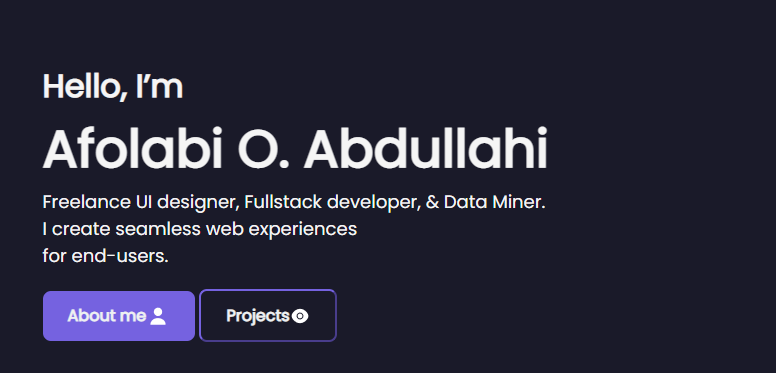 Hello, I’m
Afolabi O. Abdullahi
Freelance UI designer, Fullstack developer, & Data Miner.
I create seamless web experiences
for end-users.
About me
Projects